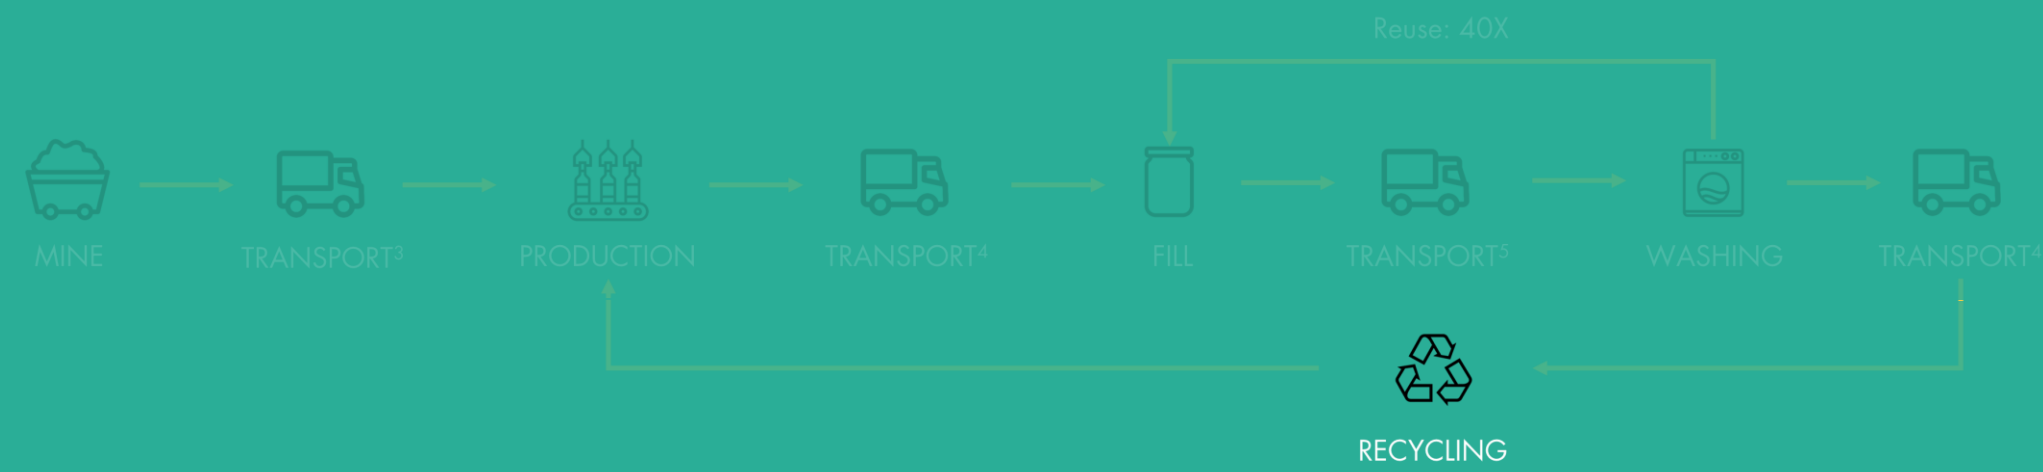 Reuse: 40X
MINE
TRANSPORT³
PRODUCTION
TRANSPORT⁴
FILL
TRANSPORT⁵
WASHING
TRANSPORT⁴
RECYCLING